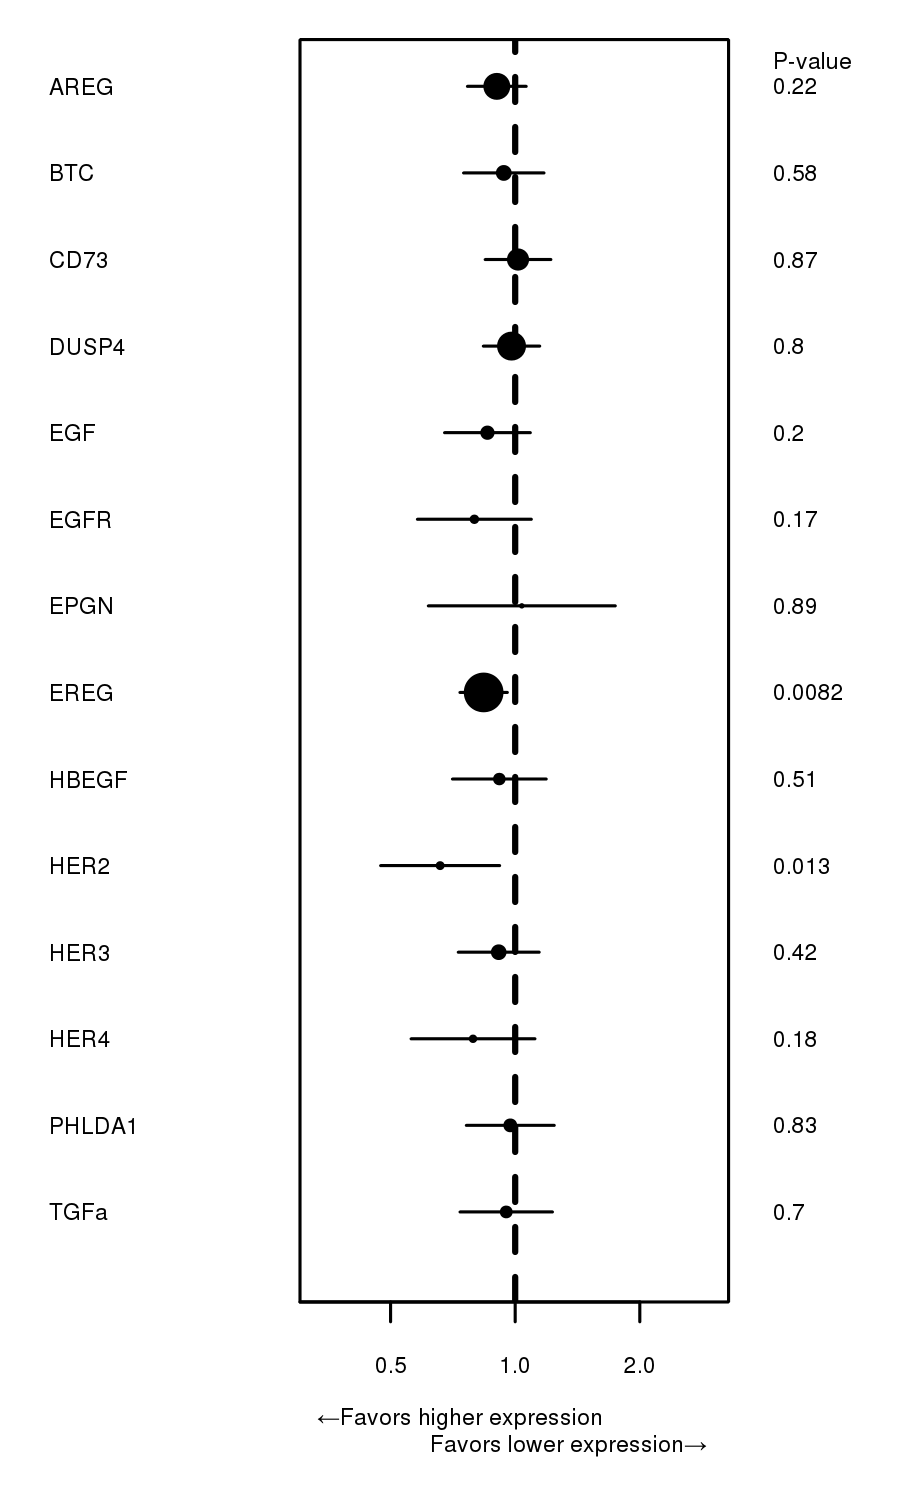 P-value
AREG 0.22
BTC 0.58
CD73 0.87
DUSP4 0.8
EGF 0.2
EGFR 0.17
EPGN 0.89
EREG 0.0082
HBEGF 0.51
HER2 0.013
HER3 0.42
HER4 0.18
PHLDA1 0.83
TGFa 0.7
0.5 1.0 2.0
←Favors higher expression
Favors lower expression→